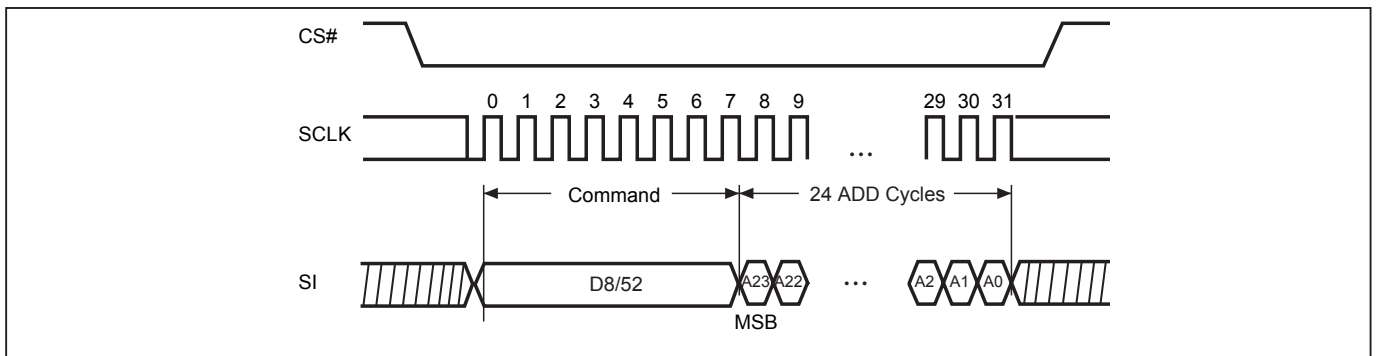 CS#
0 1 2 3 4 5 6 7 8 9 29 30 31
SCLK
...
Command 24 ADD Cycles
SI D8/52 A23 A22 ... A2 A1 A0
MSB